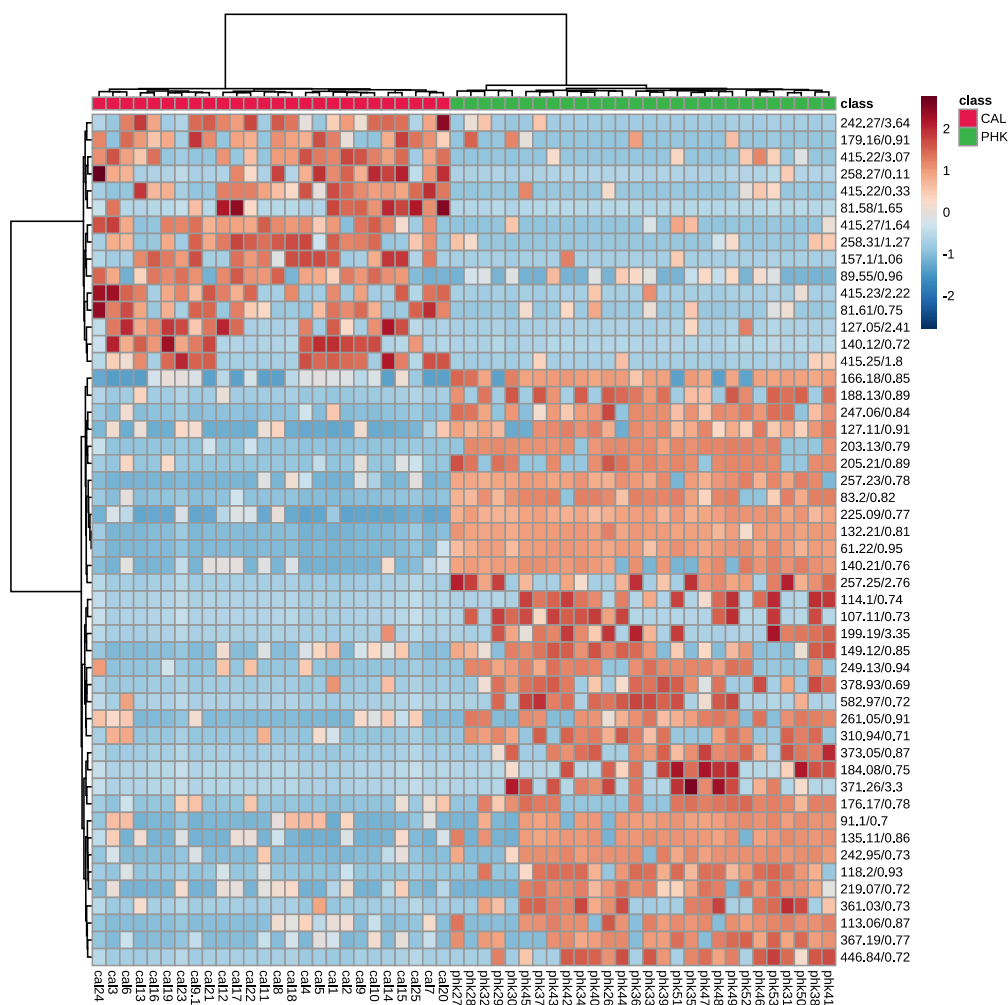 class
class
CAL
PHK
2
1
0
-1
-2
242.27/3.64
179.16/0.91
415.22/3.07
258.27/0.11
415.22/0.33
81.58/1.65
415.27/1.64
258.31/1.27
157.1/1.06
89.55/0.96
415.23/2.22
81.61/0.75
127.05/2.41
140.12/0.72
415.25/1.8
166.18/0.85
188.13/0.89
247.06/0.84
127.11/0.91
203.13/0.79
205.21/0.89
257.23/0.78
83.2/0.82
225.09/0.77
132.21/0.81
61.22/0.95
140.21/0.76
257.25/2.76
114.1/0.74
107.11/0.73
199.19/3.35
149.12/0.85
249.13/0.94
378.93/0.69
582.97/0.72
261.05/0.91
310.94/0.71
373.05/0.87
184.08/0.75
371.26/3.3
176.17/0.78
91.1/0.7
135.11/0.86
242.95/0.73
118.2/0.93
219.07/0.72
361.03/0.73
113.06/0.87
367.19/0.77
446.84/0.72
cal24
cal3
cal6
cal13
cal16
cal19
cal23
cal9.1
cal21
cal12
cal17
cal22
cal11
cal8
cal18
cal4
cal5
cal1
cal2
cal9
cal10
cal14
cal15
cal25
cal7
cal20
phk27
phk28
phk32
phk29
phk30
phk45
phk37
phk43
phk42
phk34
phk40
phk26
phk44
phk36
phk33
phk39
phk51
phk35
phk47
phk48
phk49
phk52
phk46
phk53
phk31
phk50
phk38
phk41